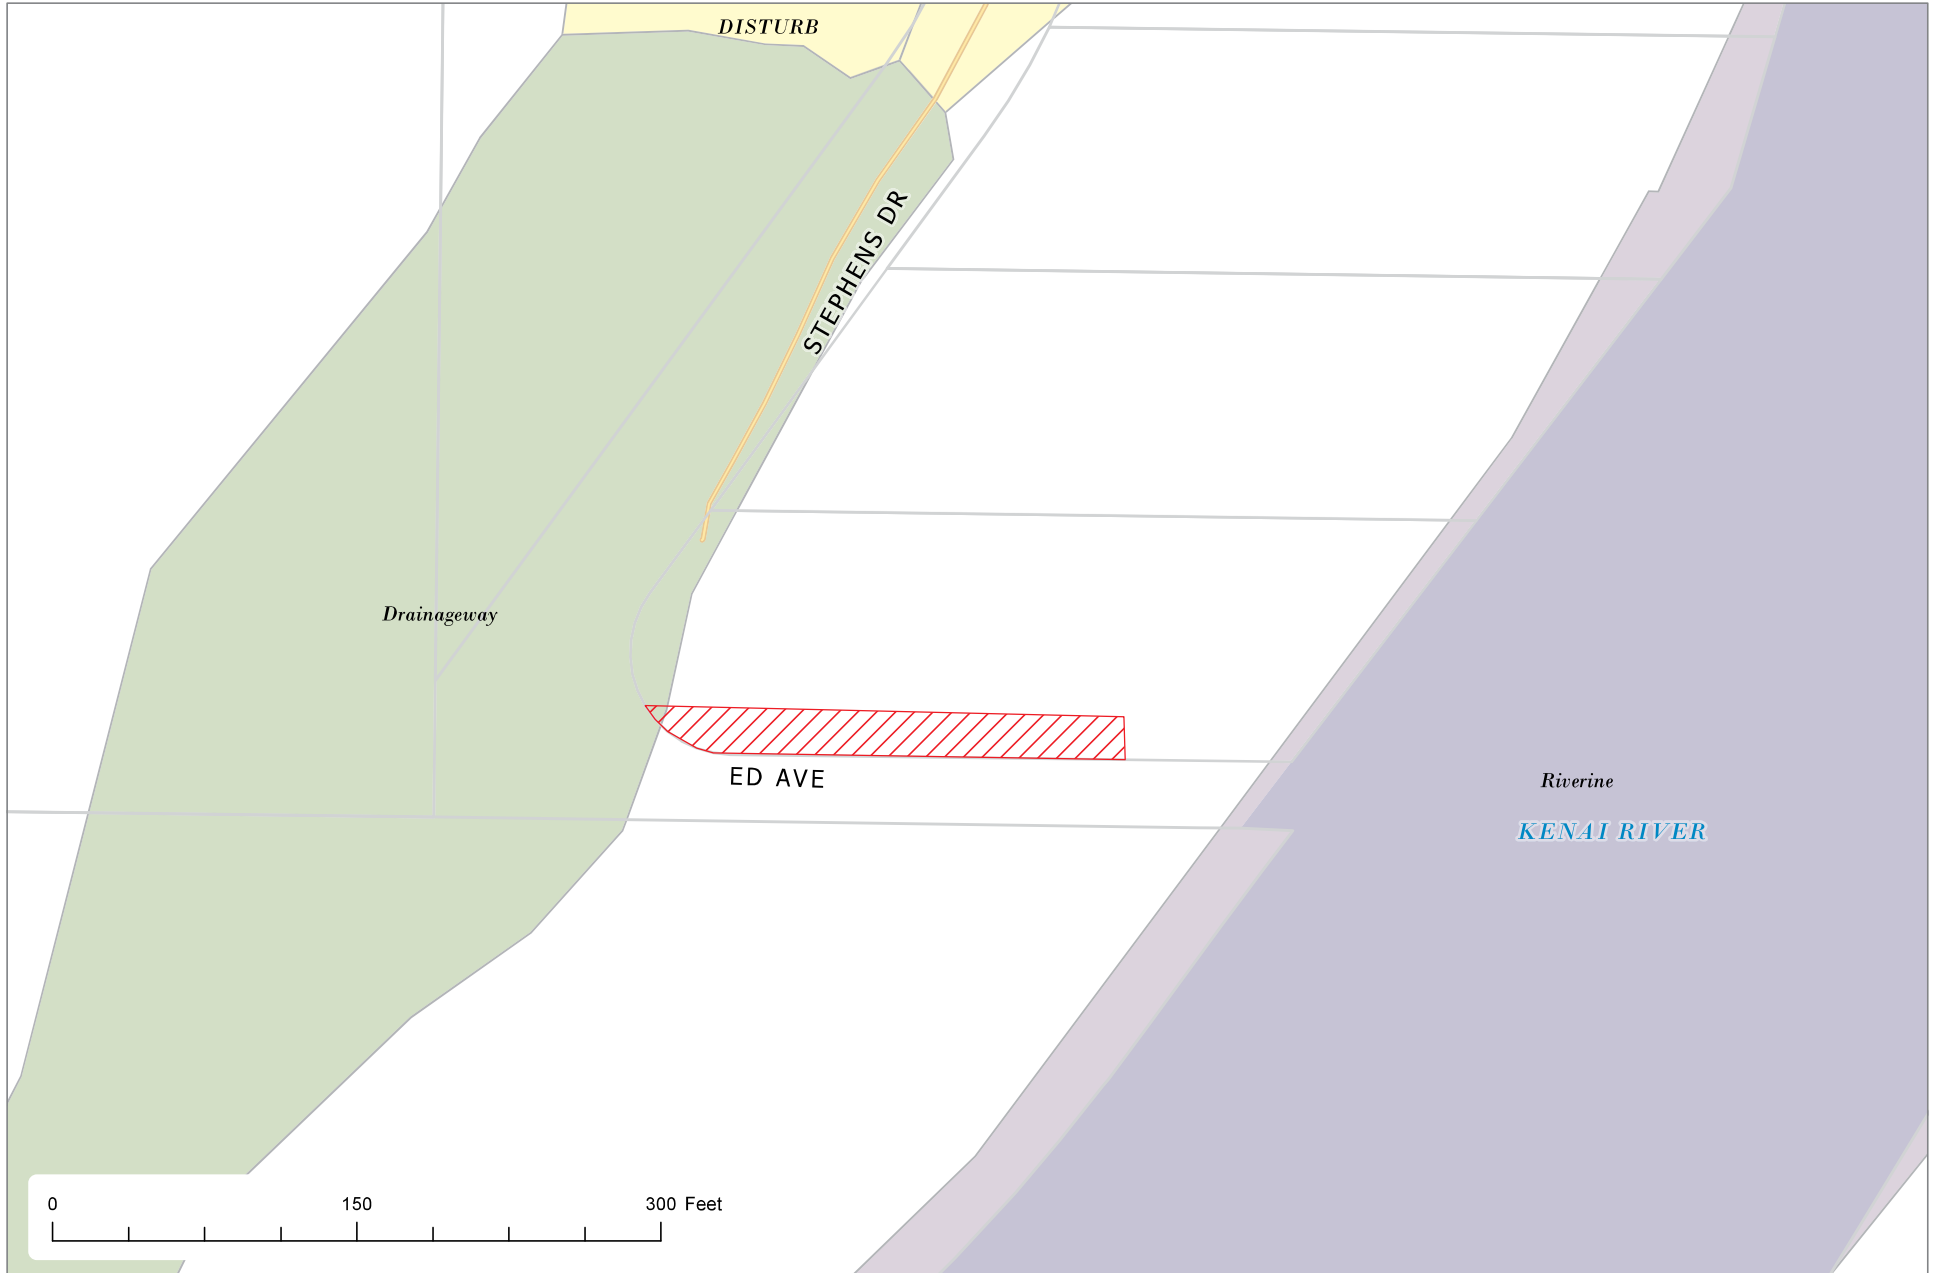 DISTURB
STEPHENS DR
Drainageway
ED AVE
Riverine
KENAI RIVER
0 150 300 Feet